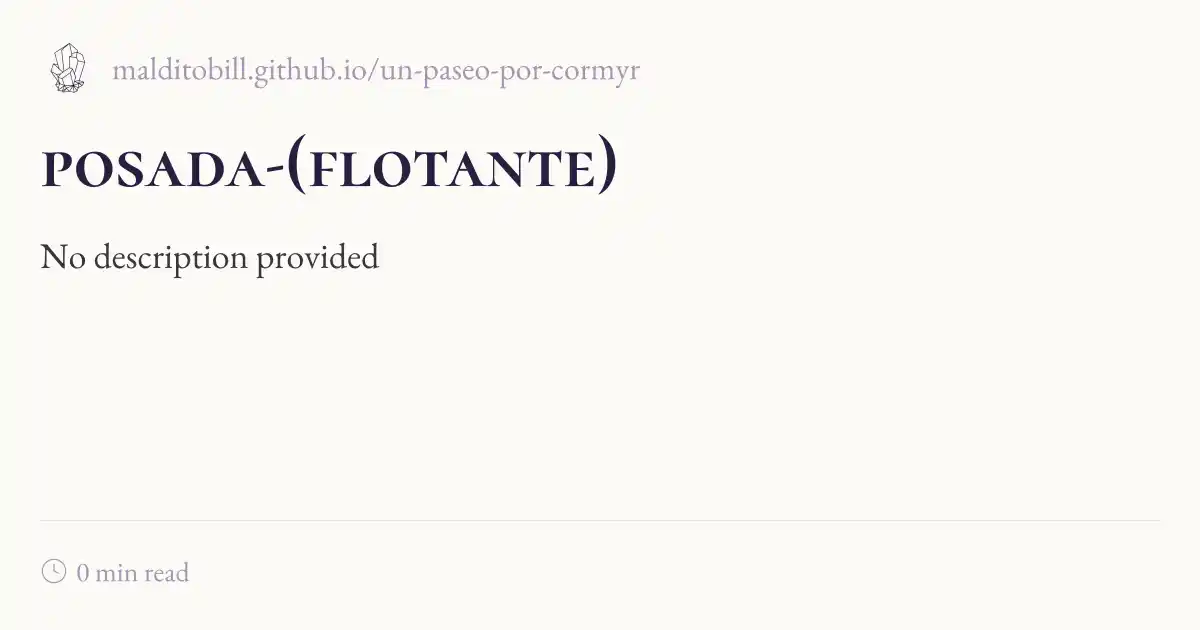 malditobill.github.io/un-paseo-por-cormyr
POSADA-(FLOTANTE)
No description provided
0 min read